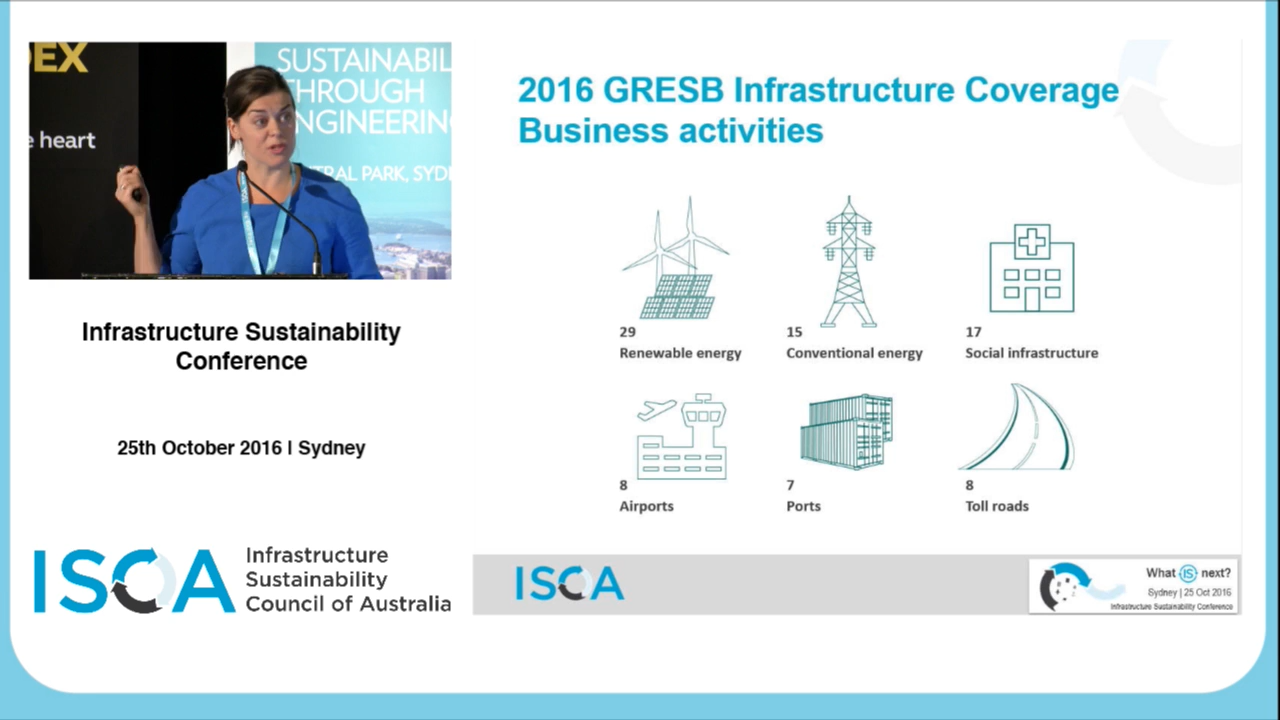 EX
e heart
SUSTAINABIL
THROUGH
NGINEERIN
TRAL PARK, SYD
Infrastructure Sustainability
Conference
25th October 2016 | Sydney
ISCA
Infrastructure
Sustainability
Council of Australia
2016 GRESB Infrastructure Coverage
Business activities
29
Renewable energy
15
Conventional energy
17
Social infrastructure
8
Airports
7
Ports
8
Toll roads
ISCA
What IS next?
Sydney | 25 Oct 2016
Infrastructure Sustainability Conference